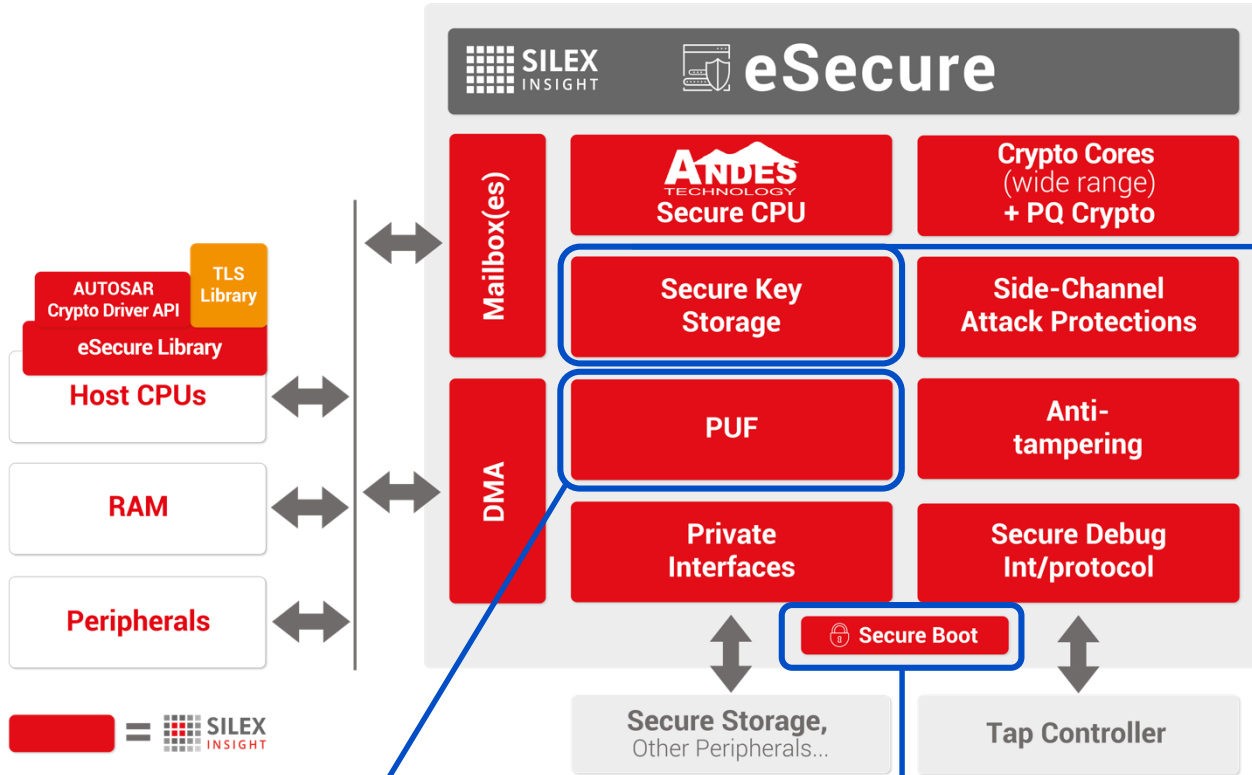 SILEX
INSIGHT
eSecure
Mailbox(es)
ANDES
TECHNOLOGY
Secure CPU
Crypto Cores
(wide range)
+ PQ Crypto
Secure Key
Storage
Side-Channel
Attack Protections
DMA
PUF
Anti-
tampering
Private
Interfaces
Secure Debug
Int/protocol
Secure Boot
Secure Storage,
Other Peripherals...
Tap Controller
AUTOSAR
Crypto Driver API
TLS
Library
eSecure Library
Host CPUs
RAM
Peripherals
=
SILEX
INSIGHT